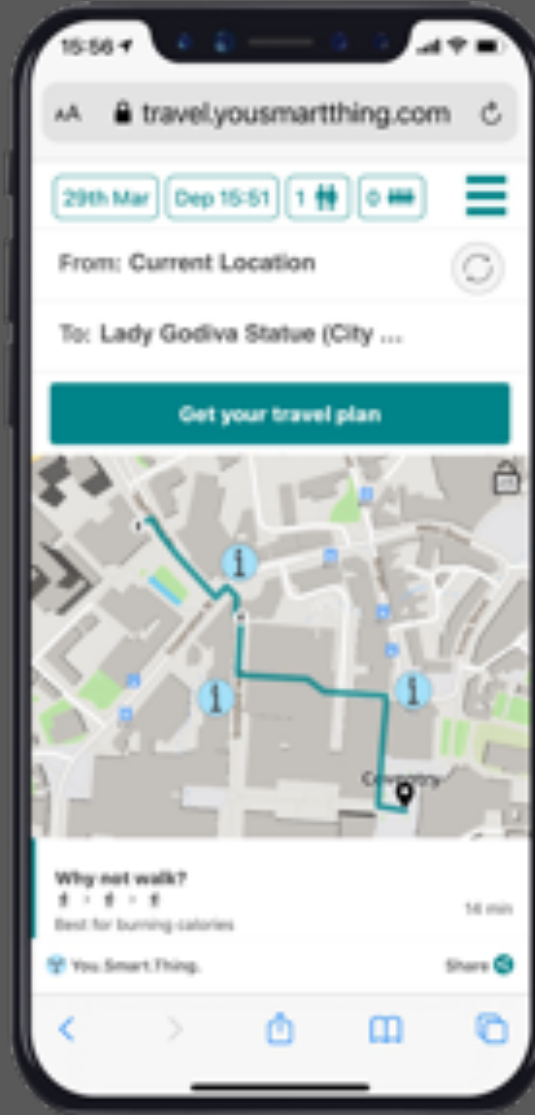 15:56
AA travel.yousmartthing.com
29th Mar Dep 15:51 1 0
From: Current Location
To: Lady Godiva Statue (City ...
Get your travel plan
i
i
i
Coventry
Why not walk?
14 min
Best for burning calories
You.Smart.Thing.
Share